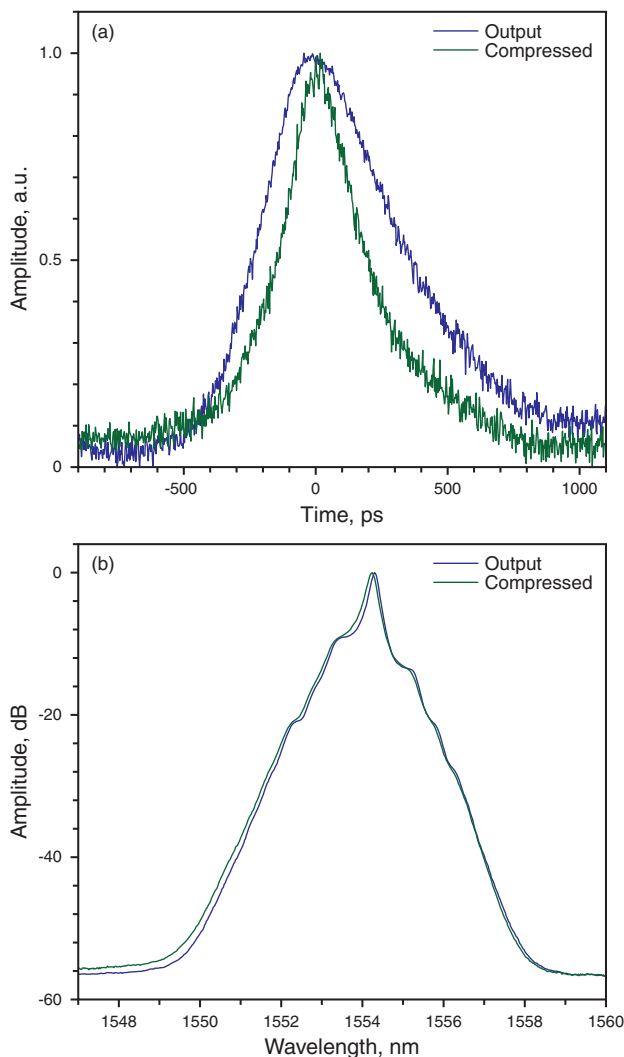 (a)
Output
Compressed
1.0
0.5
0
Amplitude, a.u.
-500
0
500
1000
Time, ps
(b)
Output
Compressed
0
-20
-40
-60
Amplitude, dB
1548
1550
1552
1554
1556
1558
1560
Wavelength, nm